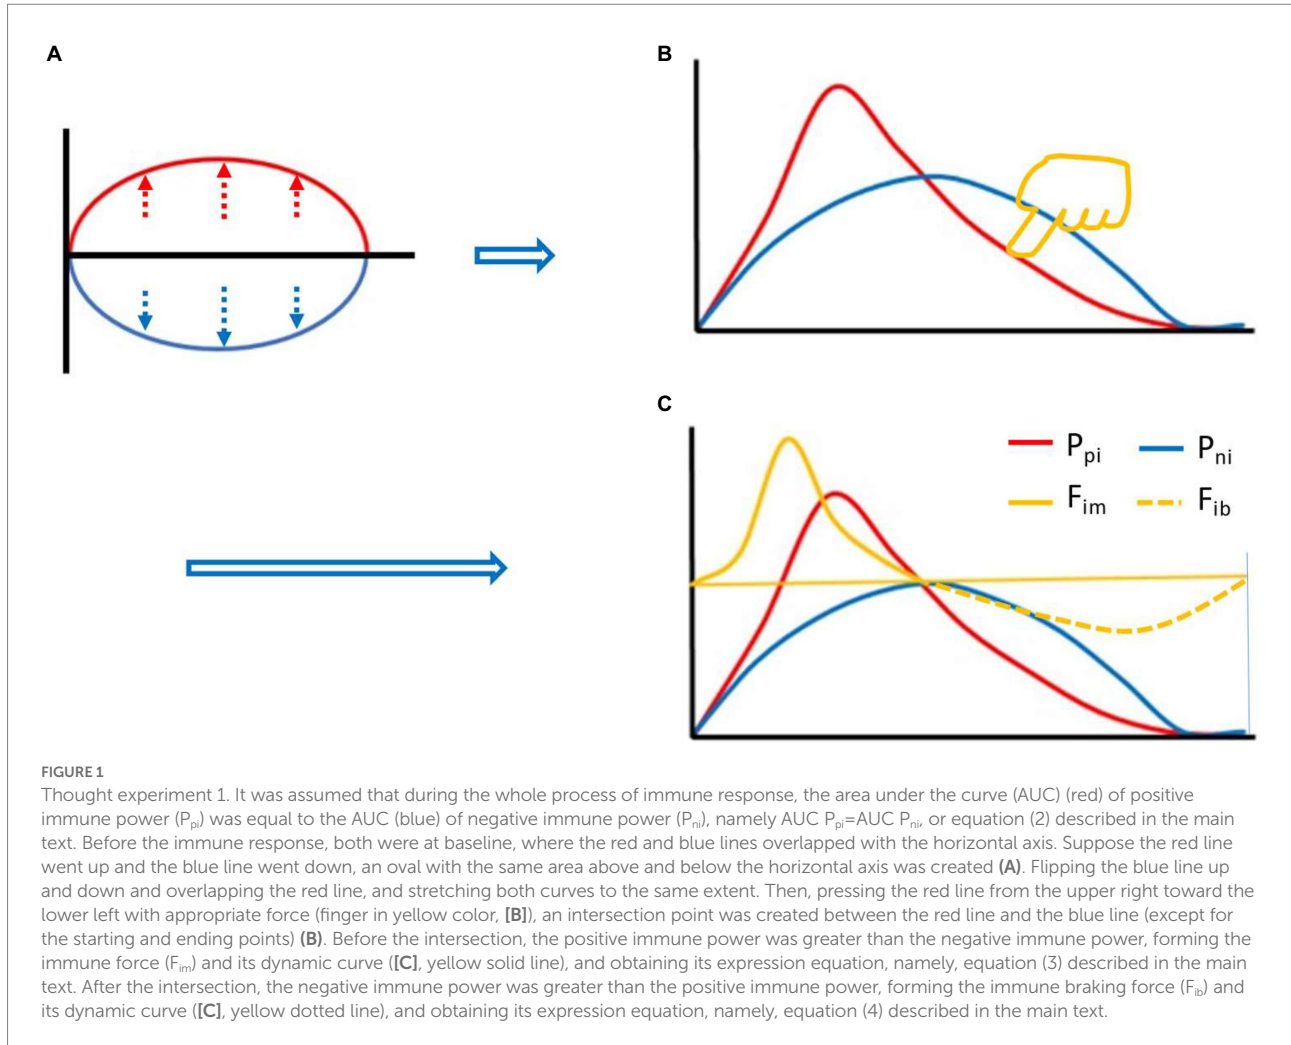 A
B
C
P_pi
P_ni
F_im
F_ib
FIGURE 1
Thought experiment 1. It was assumed that during the whole process of immune response, the area under the curve (AUC) (red) of positive
immune power (P_pi) was equal to the AUC (blue) of negative immune power (P_ni), namely AUC P_pi=AUC P_ni, or equation (2) described in the main
text. Before the immune response, both were at baseline, where the red and blue lines overlapped with the horizontal axis. Suppose the red line
went up and the blue line went down, an oval with the same area above and below the horizontal axis was created (A). Flipping the blue line up
and down and overlapping the red line, and stretching both curves to the same extent. Then, pressing the red line from the upper right toward the
lower left with appropriate force (finger in yellow color, [B]), an intersection point was created between the red line and the blue line (except for
the starting and ending points) (B). Before the intersection, the positive immune power was greater than the negative immune power, forming the
immune force (F_im) and its dynamic curve ([C], yellow solid line), and obtaining its expression equation, namely, equation (3) described in the main
text. After the intersection, the negative immune power was greater than the positive immune power, forming the immune braking force (F_ib) and
its dynamic curve ([C], yellow dotted line), and obtaining its expression equation, namely, equation (4) described in the main text.